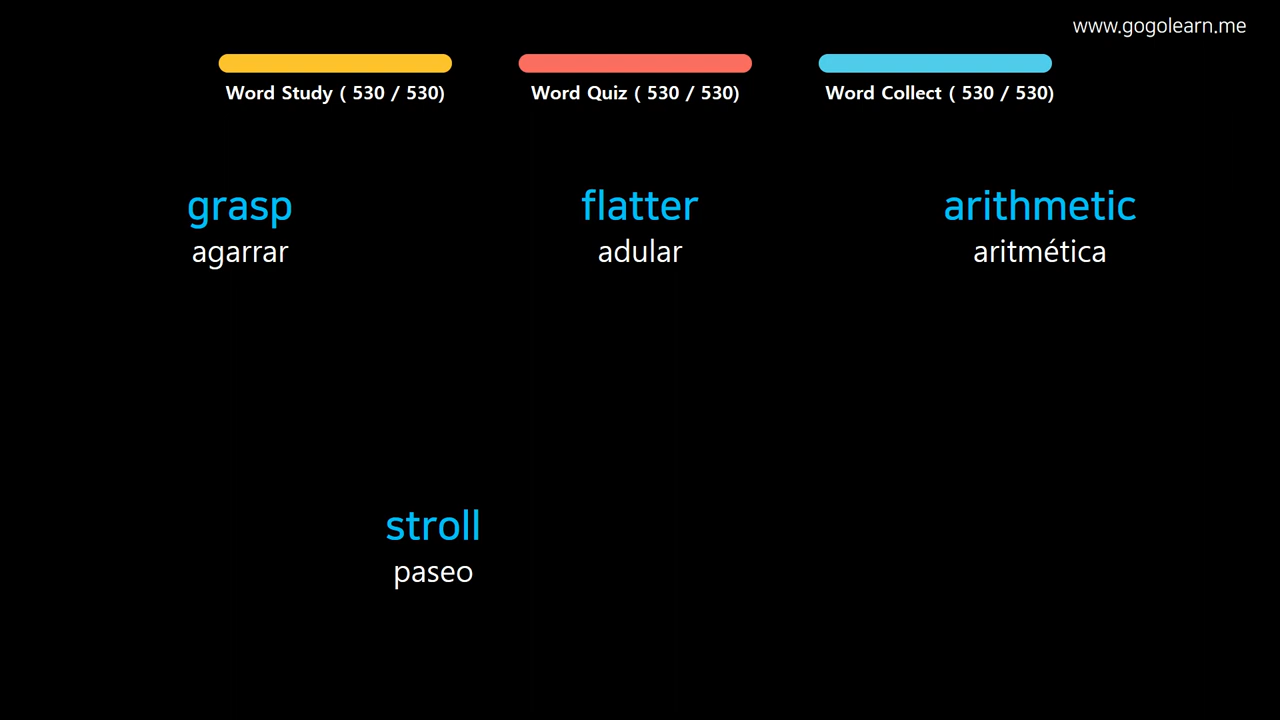 www.gogolearn.me
Word Study ( 530 / 530)
Word Quiz ( 530 / 530)
Word Collect ( 530 / 530)
grasp
agarrar
flatter
adular
arithmetic
aritmética
stroll
paseo